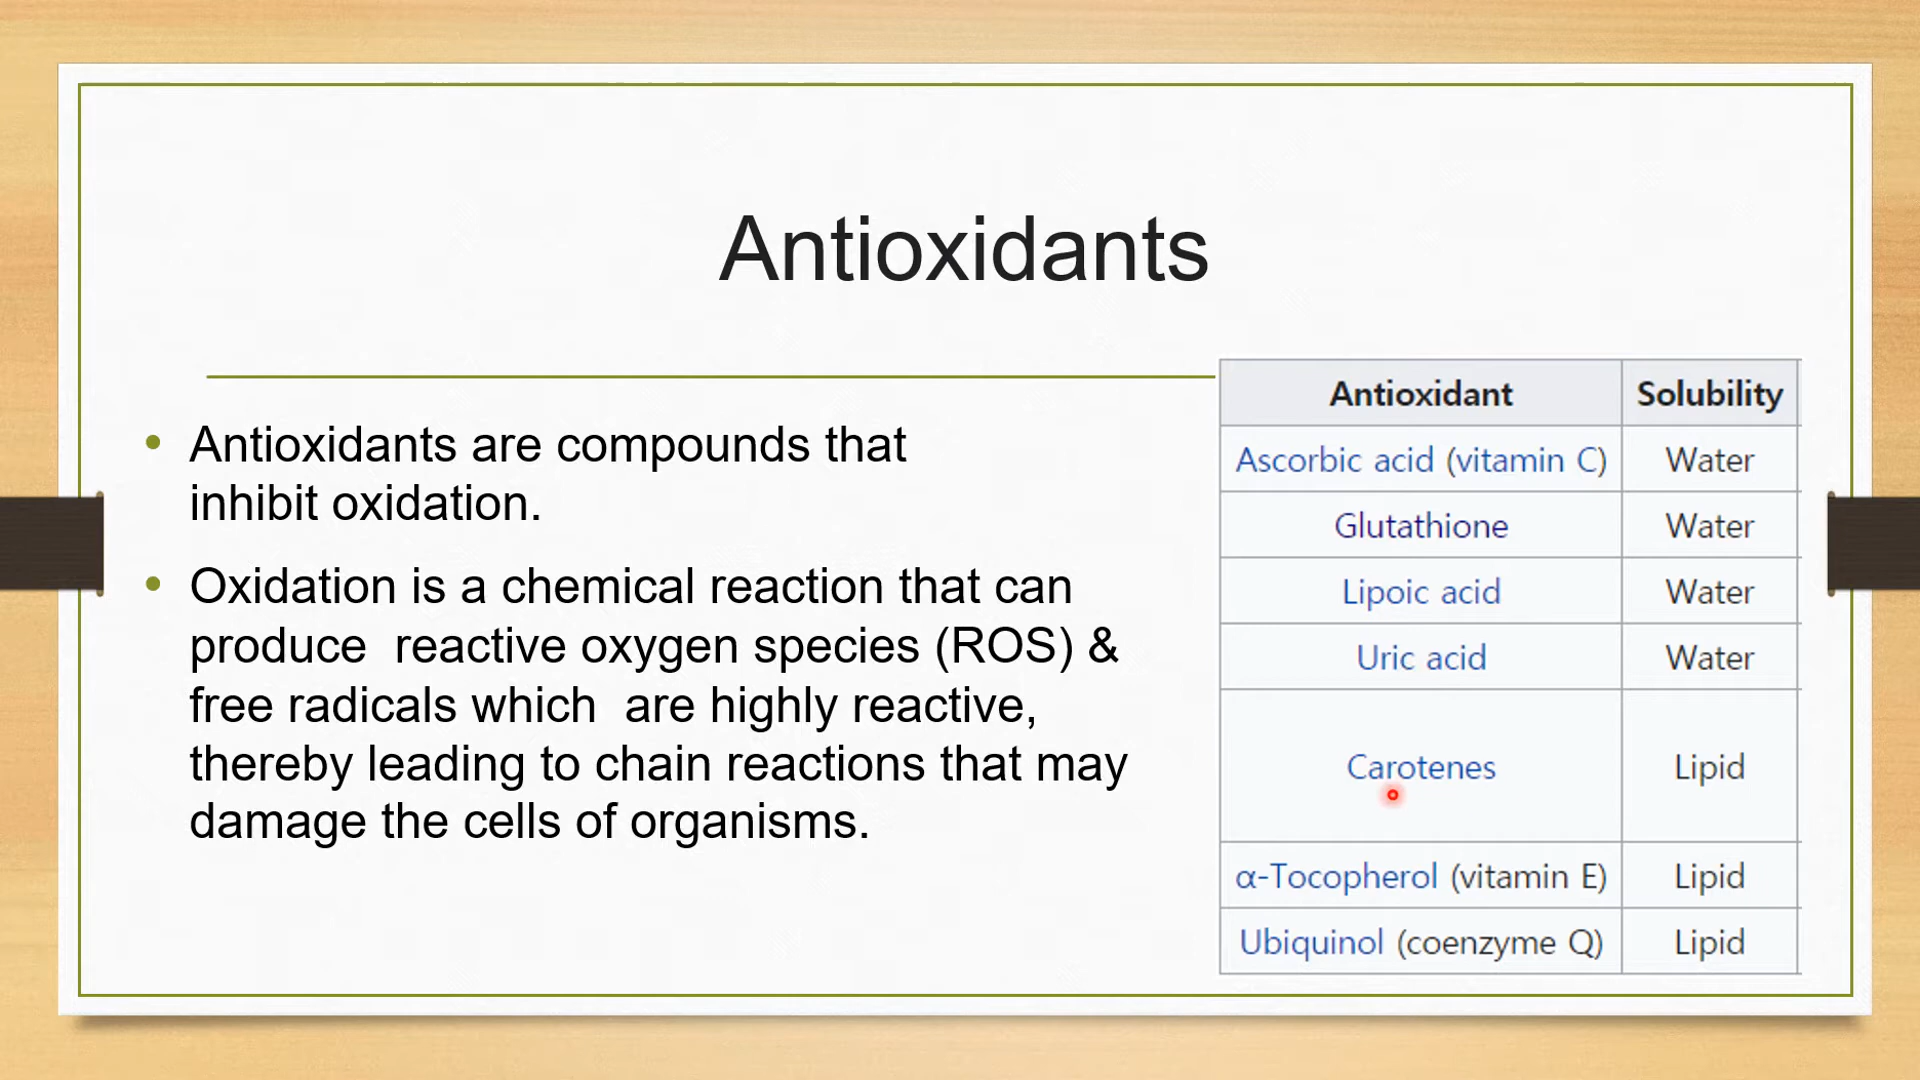 Antioxidants
• Antioxidants are compounds that
inhibit oxidation.
• Oxidation is a chemical reaction that can
produce  reactive oxygen species (ROS) &
free radicals which  are highly reactive,
thereby leading to chain reactions that may
damage the cells of organisms.
Antioxidant Solubility
Ascorbic acid (vitamin C) Water
Glutathione Water
Lipoic acid Water
Uric acid Water
Carotenes Lipid
α-Tocopherol (vitamin E) Lipid
Ubiquinol (coenzyme Q) Lipid